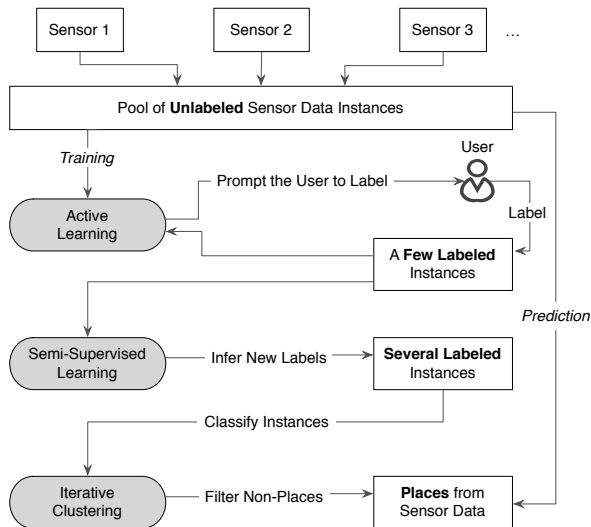 Sensor 1
Sensor 2
Sensor 3
...
Pool of Unlabeled Sensor Data Instances
Training
User
Prompt the User to Label
Active
Learning
Label
A Few Labeled
Instances
Prediction
Semi-Supervised
Learning
Infer New Labels
Several Labeled
Instances
Classify Instances
Iterative
Clustering
Filter Non-Places
Places from
Sensor Data